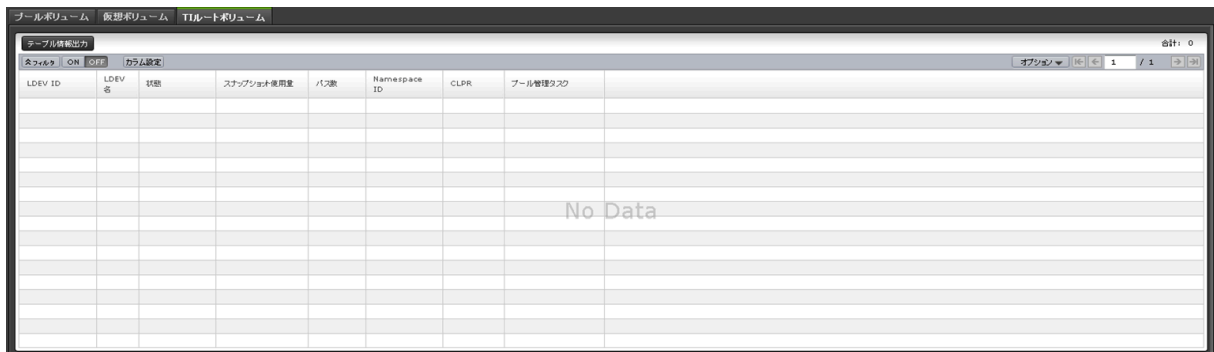 プールボリューム 仮想ボリューム TIルートボリューム
テーブル情報出力 合計: 0
フィルタ ON OFF カラム設定 オプション 1 / 1
LDEV ID LDEV名 状態 スナップショット使用量 パス数 Namespace ID CLPR プール管理タスク
No Data